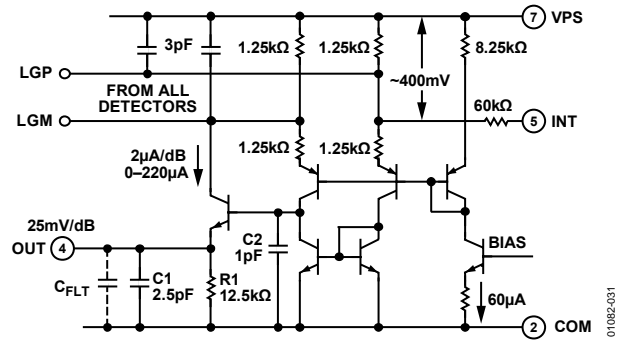 7 VPS
3pF
1.25kΩ
1.25kΩ
8.25kΩ
LGP
FROM ALL
DETECTORS
~400mV
60kΩ
LGM
5 INT
1.25kΩ
1.25kΩ
2µA/dB
0–220µA
25mV/dB
OUT 4
C2
1pF
BIAS
CFLT
C1
2.5pF
R1
12.5kΩ
60µA
2 COM
01082-031